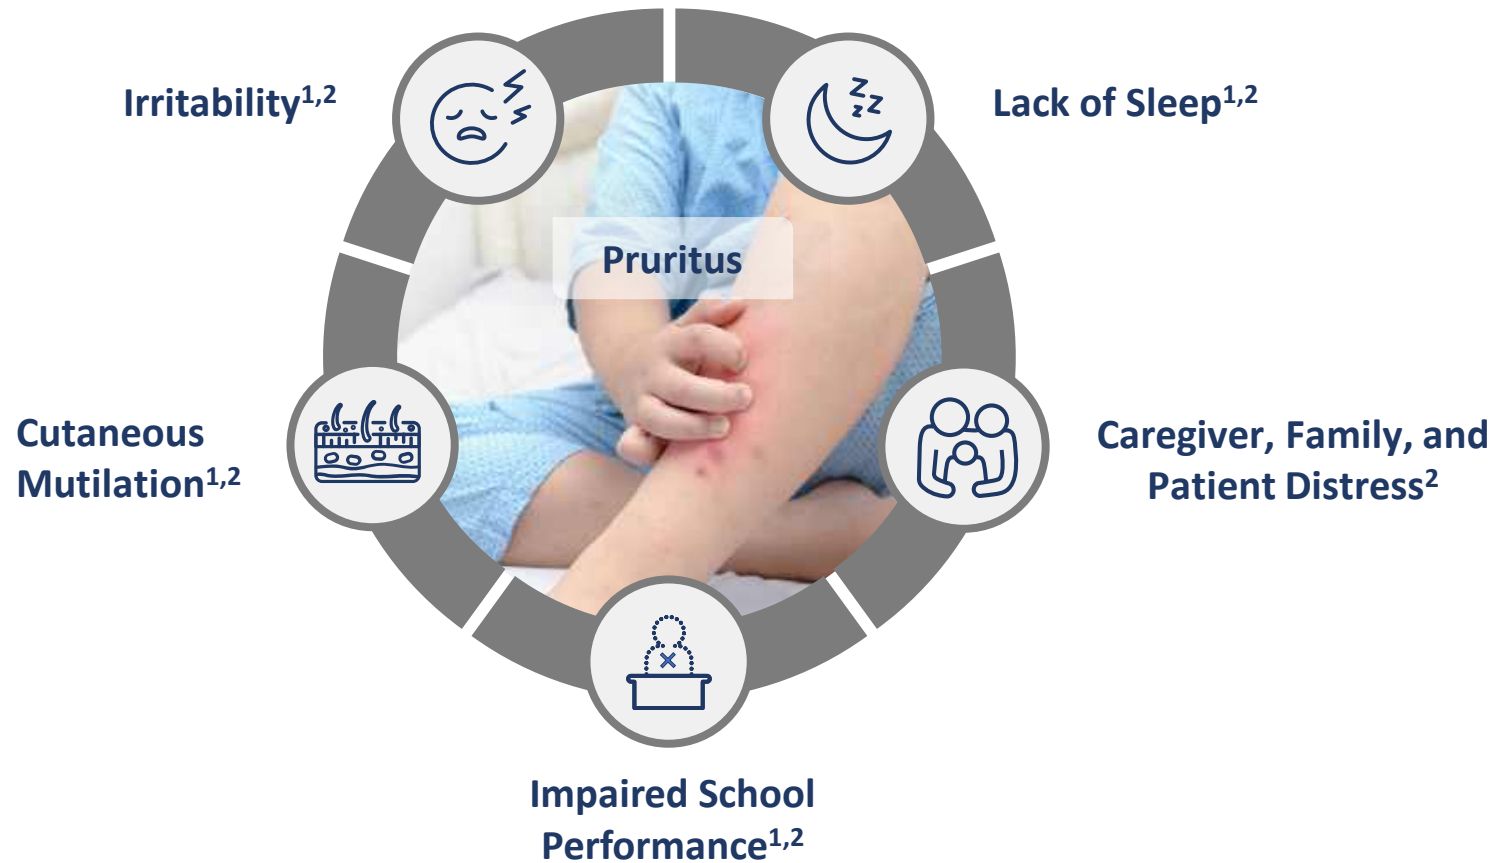 Irritability1,2
Lack of Sleep1,2
Pruritus
Cutaneous
Mutilation1,2
Caregiver, Family, and
Patient Distress2
Impaired School
Performance1,2